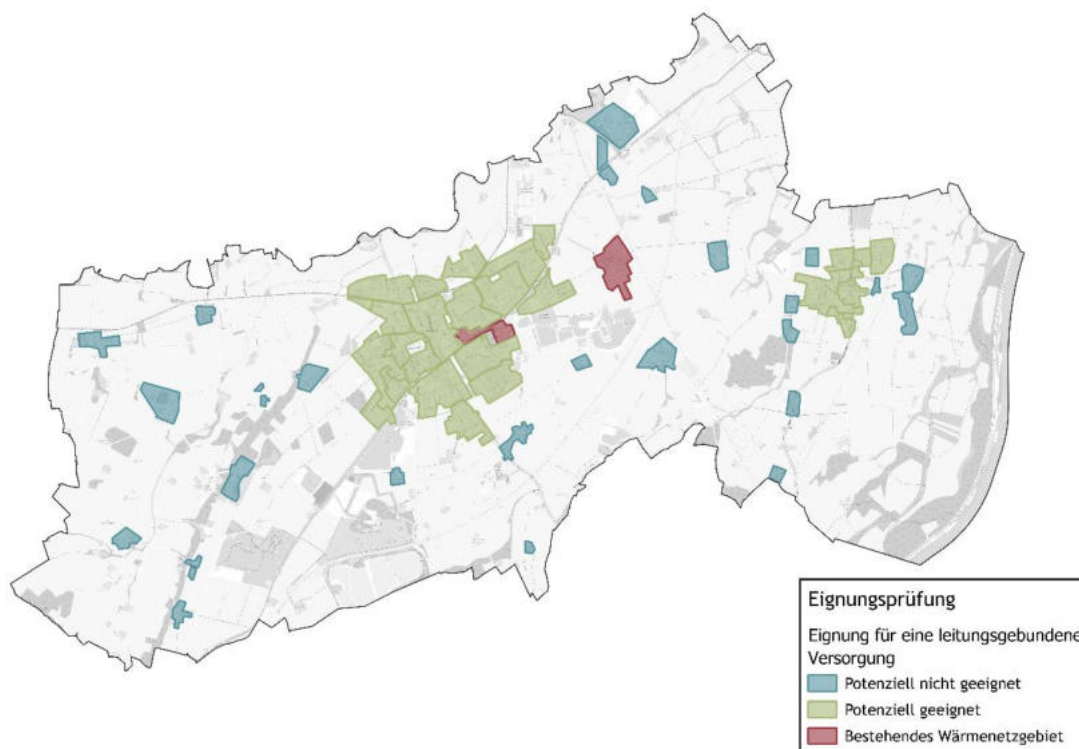 Eignungsprüfung
Eignung für eine leitungsgebundene
Versorgung
Potenziell nicht geeignet
Potenziell geeignet
Bestehendes Wärmenetzgebiet